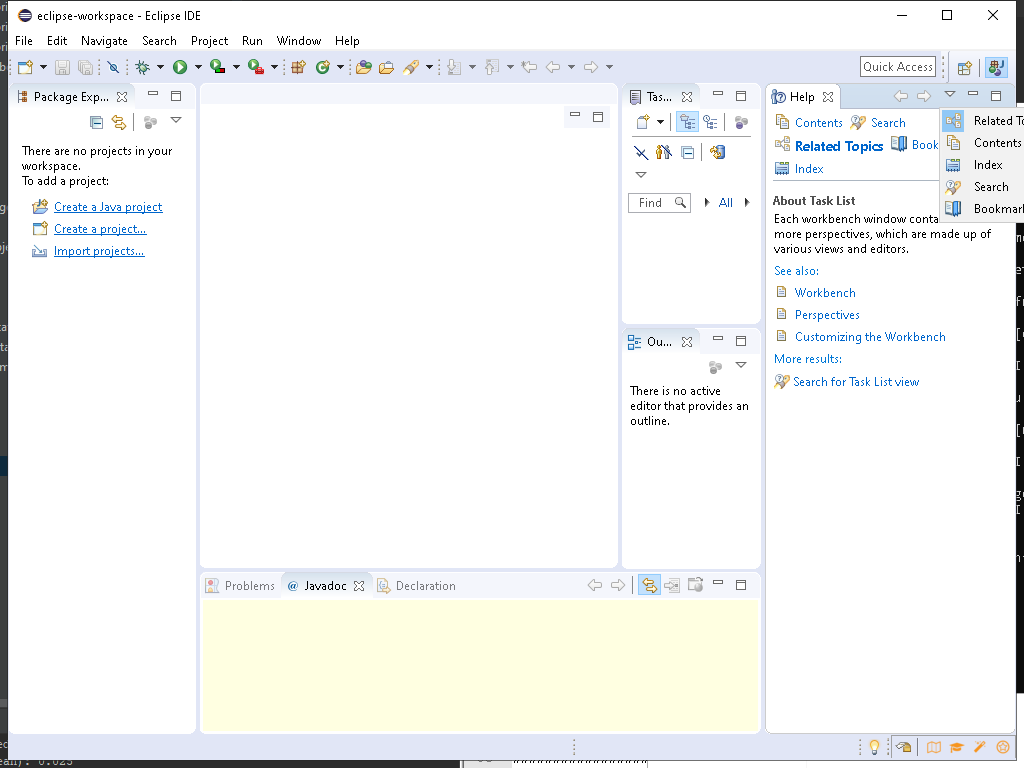 eclipse-workspace - Eclipse IDE
File Edit Navigate Search Project Run Window Help
Quick Access
Package Exp...
There are no projects in your
workspace.
To add a project:
Create a Java project
Create a project...
Import projects...
Tas...
Find
All
Ou...
There is no active
editor that provides an
outline.
Help
Contents Search
Related Topics Book
Index
Related To
Contents
Index
Search
Bookmar
About Task List
Each workbench window conta
more perspectives, which are made up of
various views and editors.
See also:
Workbench
Perspectives
Customizing the Workbench
More results:
Search for Task List view
Problems @ Javadoc Declaration